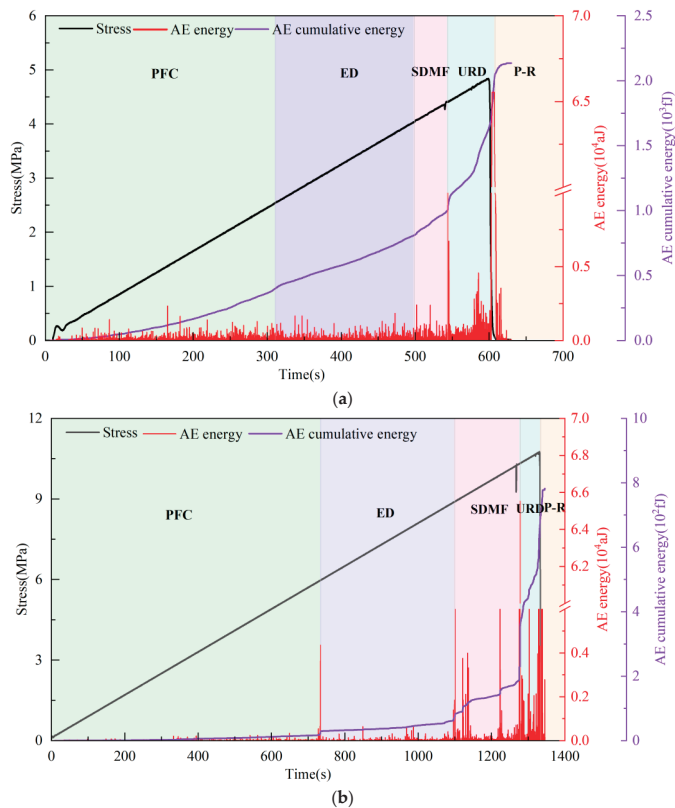 Stress AE energy AE cumulative energy
PFC ED SDMF URD P-R
Stress(MPa)
6
5
4
3
2
1
0
0 100 200 300 400 500 600 700
Time(s)
AE energy(10⁴aJ)
7.0
6.5
0.5
0.0
AE cumulative energy(10³fJ)
2.5
2.0
1.5
1.0
0.5
0.0
(a)
Stress AE energy AE cumulative energy
PFC ED SDMF URD P-R
Stress(MPa)
12
9
6
3
0
0 200 400 600 800 1000 1200 1400
Time(s)
AE energy(10⁴aJ)
7.0
6.8
6.6
6.4
6.2
0.4
0.2
0.0
AE cumulative energy(10²fJ)
10
8
6
4
2
0
(b)